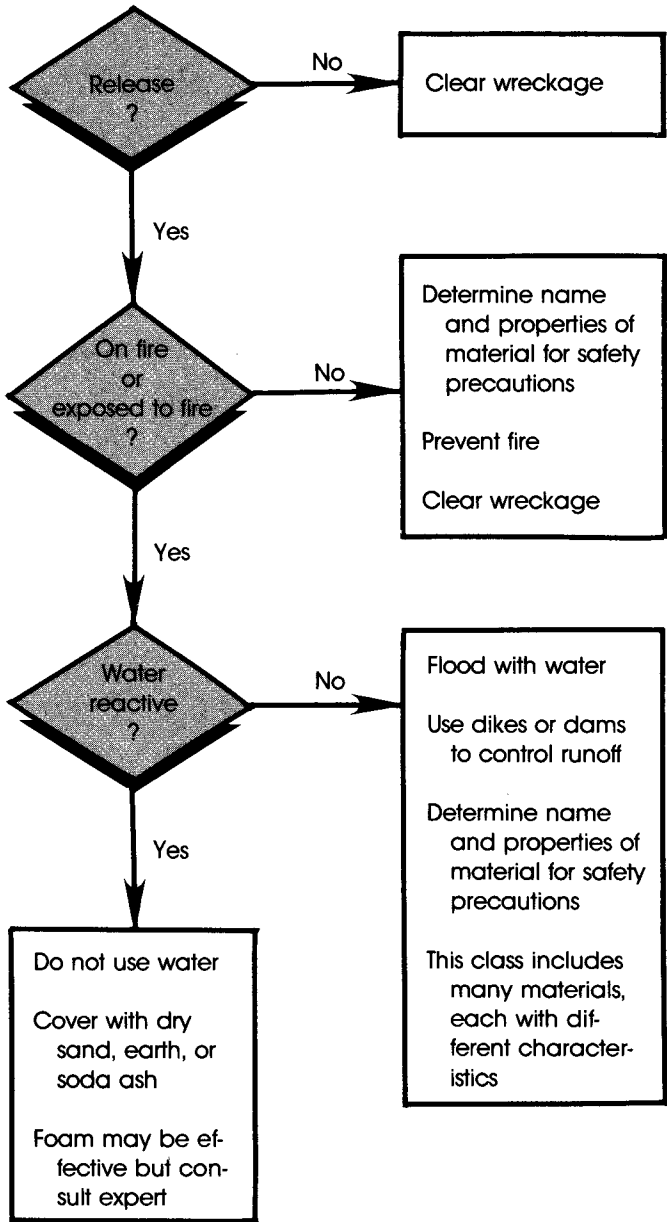 Release
?
No
Clear wreckage
Yes
On fire
or
exposed to fire
?
No
Determine name
and properties of
material for safety
precautions
Prevent fire
Clear wreckage
Yes
Water
reactive
?
No
Flood with water
Use dikes or dams
to control runoff
Determine name
and properties of
material for safety
precautions
This class includes
many materials,
each with dif-
ferent character-
istics
Yes
Do not use water
Cover with dry
sand, earth, or
soda ash
Foam may be ef-
fective but con-
sult expert